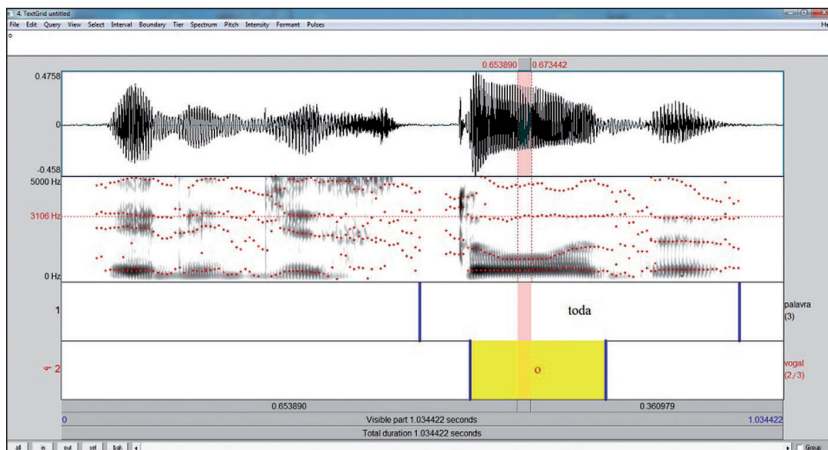 4. TextGrid untitled
File Edit Query View Select Interval Boundary Tier Spectrum Pitch Intensity Formant Pulses He
o
0.653890 0.673442
0.4758
0
-0.458
5000 Hz
3106 Hz
0 Hz
1 toda palavra
(3)
2 o vogal
(2/3)
0.653890 0.360979
0 Visible part 1.034422 seconds 1.034422
Total duration 1.034422 seconds
all in out sel bak Group